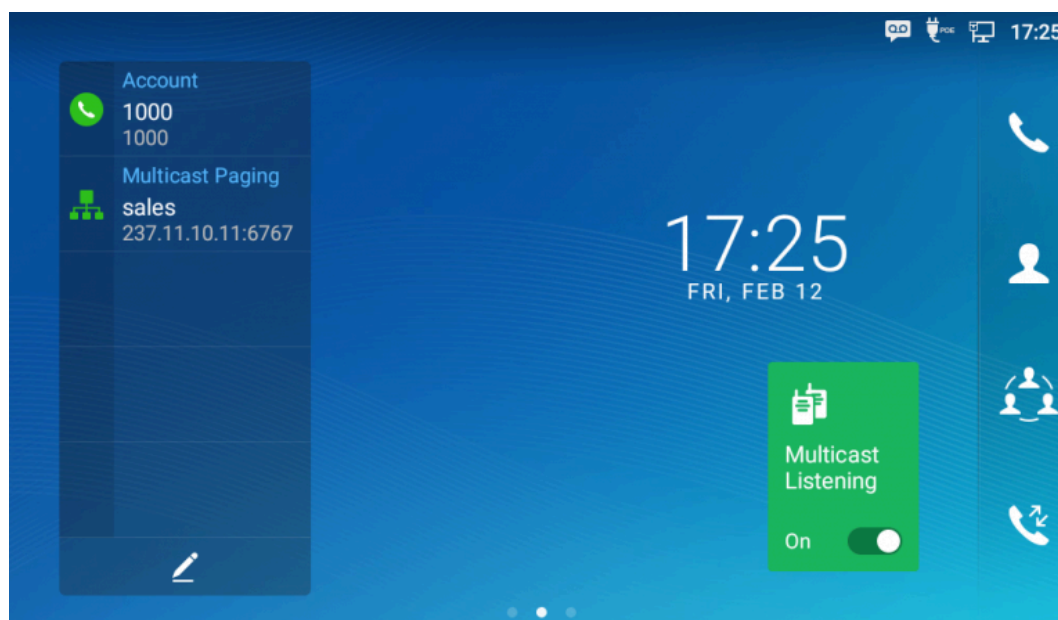 POE 17:25
Account
1000
1000
Multicast Paging
sales
237.11.10.11:6767
17:25
FRI, FEB 12
Multicast
Listening
On